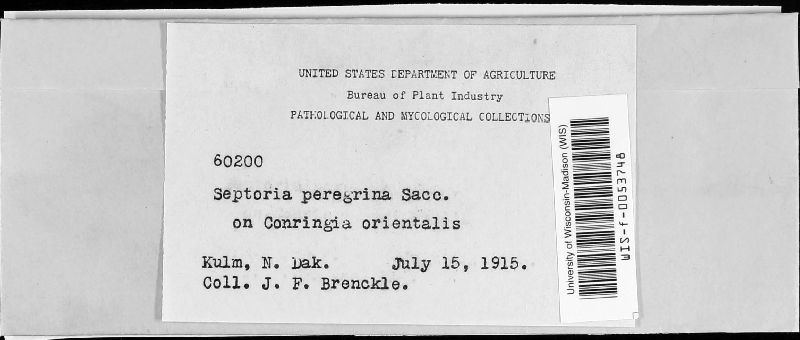 UNITED STATES DEPARTMENT OF AGRICULTURE
Bureau of Plant Industry
PATHOLOGICAL AND MYCOLOGICAL COLLECTIONS
60200
Septoria peregrina Sacc.
on Conringia orientalis
Kulm, N. Dak. July 15, 1915.
Coll. J. F. Brenckle.
University of Wisconsin-Madison (WIS)
WIS-f-0053748